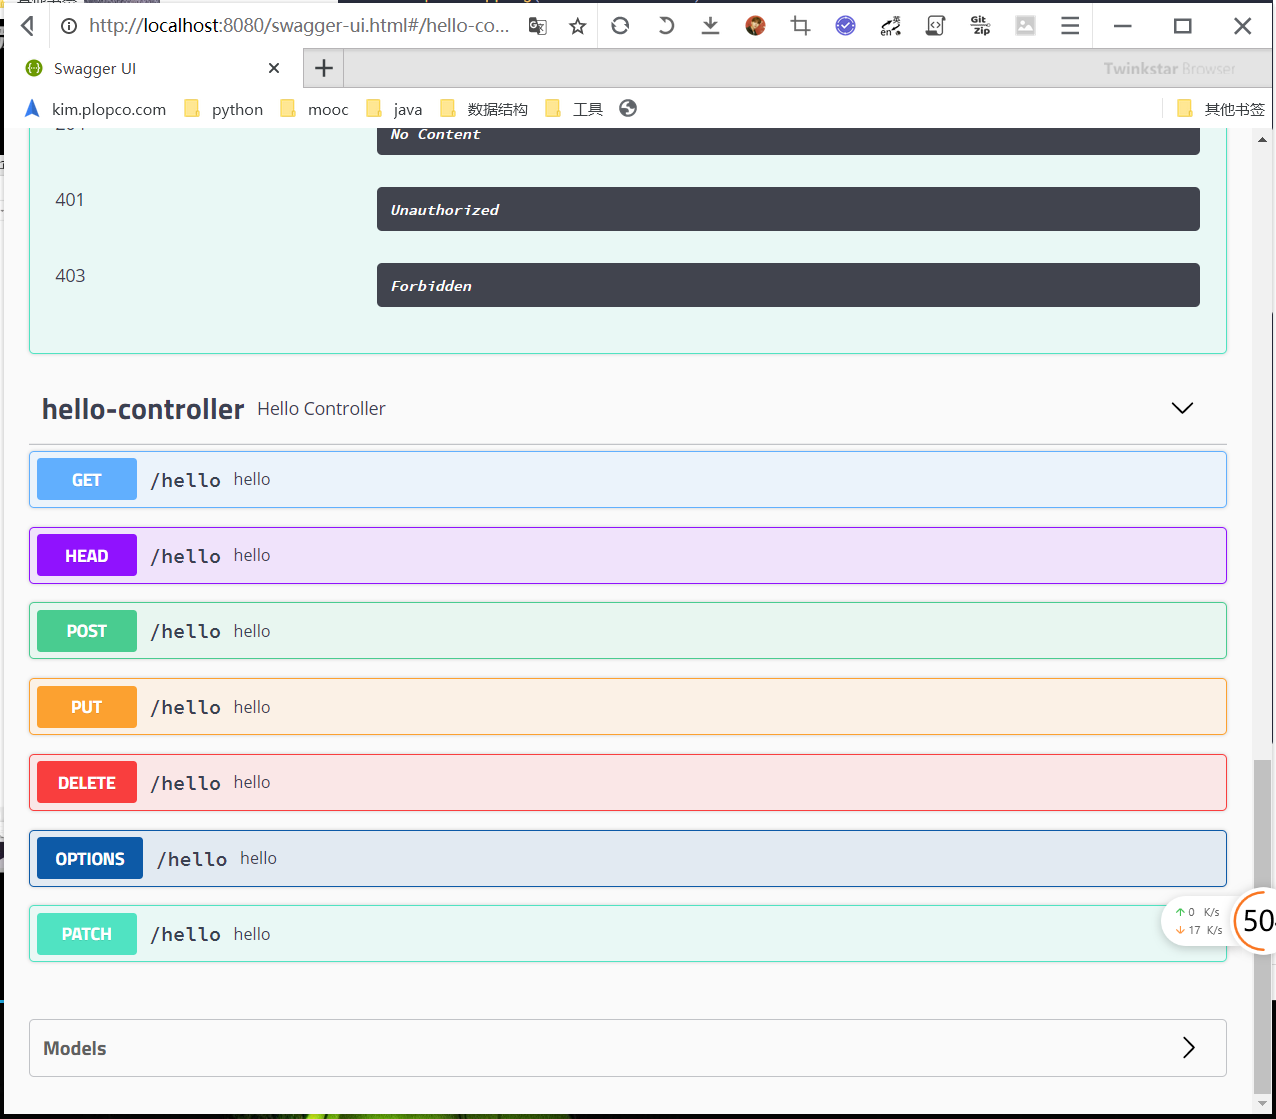 http://localhost:8080/swagger-ui.html#/hello-co...
Swagger UI
Twinkstar Browser
kim.plopco.com
python
mooc
java
数据结构
工具
其他书签
No Content
401
Unauthorized
403
Forbidden
hello-controller Hello Controller
GET /hello hello
HEAD /hello hello
POST /hello hello
PUT /hello hello
DELETE /hello hello
OPTIONS /hello hello
PATCH /hello hello
0 K/s
17 K/s
50
Models